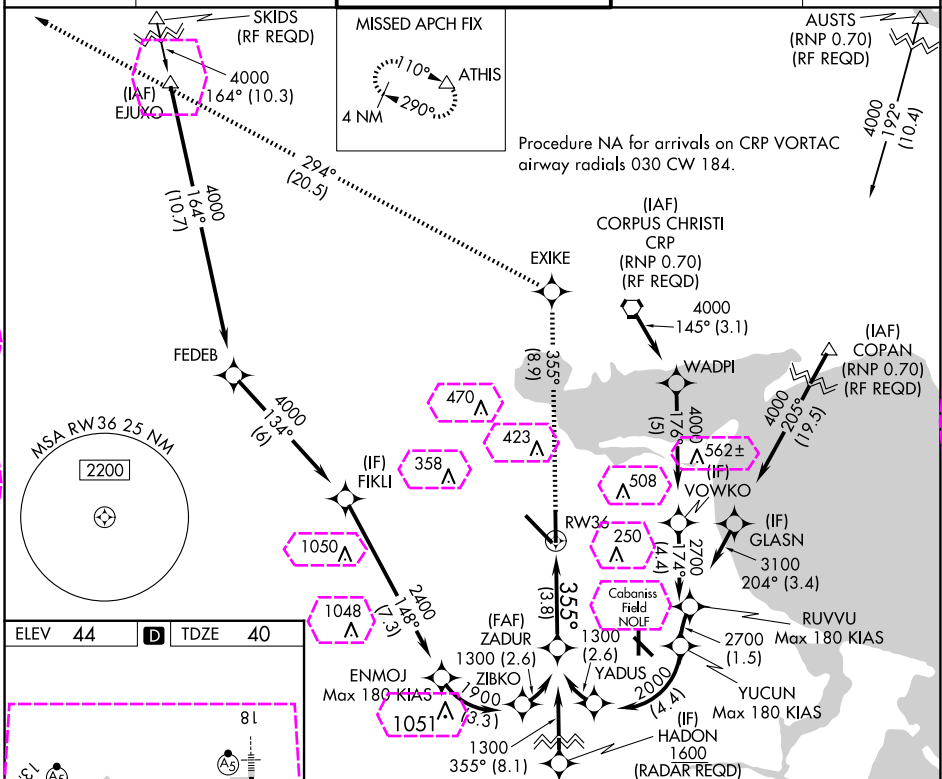 SKIDS
(RF REQD)
4000
164° (10.3)
(IAF)
EJUXO
MISSED APCH FIX
110°
ATHIS
290°
4 NM
AUSTS
(RNP 0.70)
(RF REQD)
4000
192°
(10.4)
Procedure NA for arrivals on CRP VORTAC
airway radials 030 CW 184.
294°
(20.5)
4000
164°
(10.7)
(IAF)
CORPUS CHRISTI
CRP
(RNP 0.70)
(RF REQD)
EXIKE
4000
145° (3.1)
(IAF)
COPAN
(RNP 0.70)
(RF REQD)
FEDEB
355°
(8.9)
WADPI
4000
176°
(5)
4000
205°
(19.5)
4000
134°
(6)
470
423
358
562±
508
250
MSA RW36 25 NM
2200
(IF)
FIKLI
(IF)
VOWKO
RW36
(IF)
GLASN
3100
204° (3.4)
2700
174°
(4.4)
1050
1048
2400
148°
(7.3)
355°
(3.8)
Cabaniss
Field
NOLF
RUVVU
Max 180 KIAS
2700
(1.5)
ELEV 44
D
TDZE 40
(FAF)
ZADUR
1300 (2.6)
ZIBKO
1300
(2.6)
YADUS
ENMOJ
Max 180 KIAS
1900
(3.3)
2000
(4.4)
YUCUN
Max 180 KIAS
1051
1300
355° (8.1)
(IF)
HADON
1600
(RADAR REQD)
18
13
A5
A5